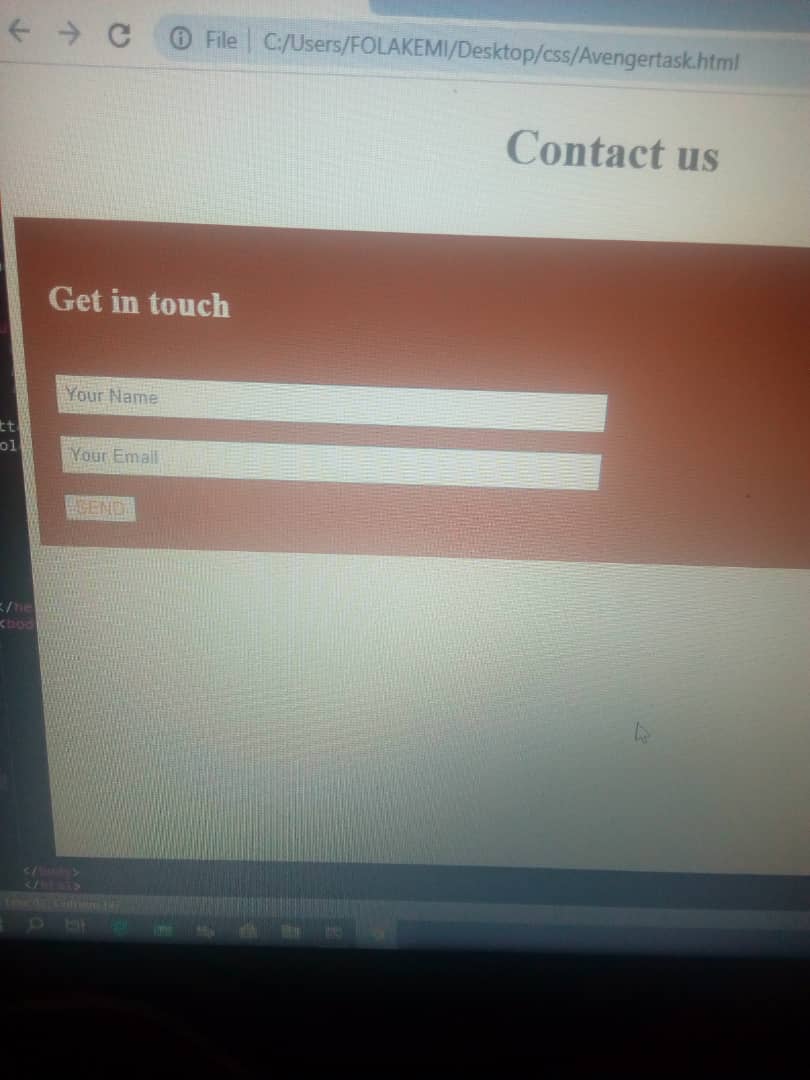 File | C:/Users/FOLAKEMI/Desktop/css/Avengertask.html
Contact us
Get in touch
Your Name
Your Email
SEND
tt
ol
</he
<bod
</body>
</html>